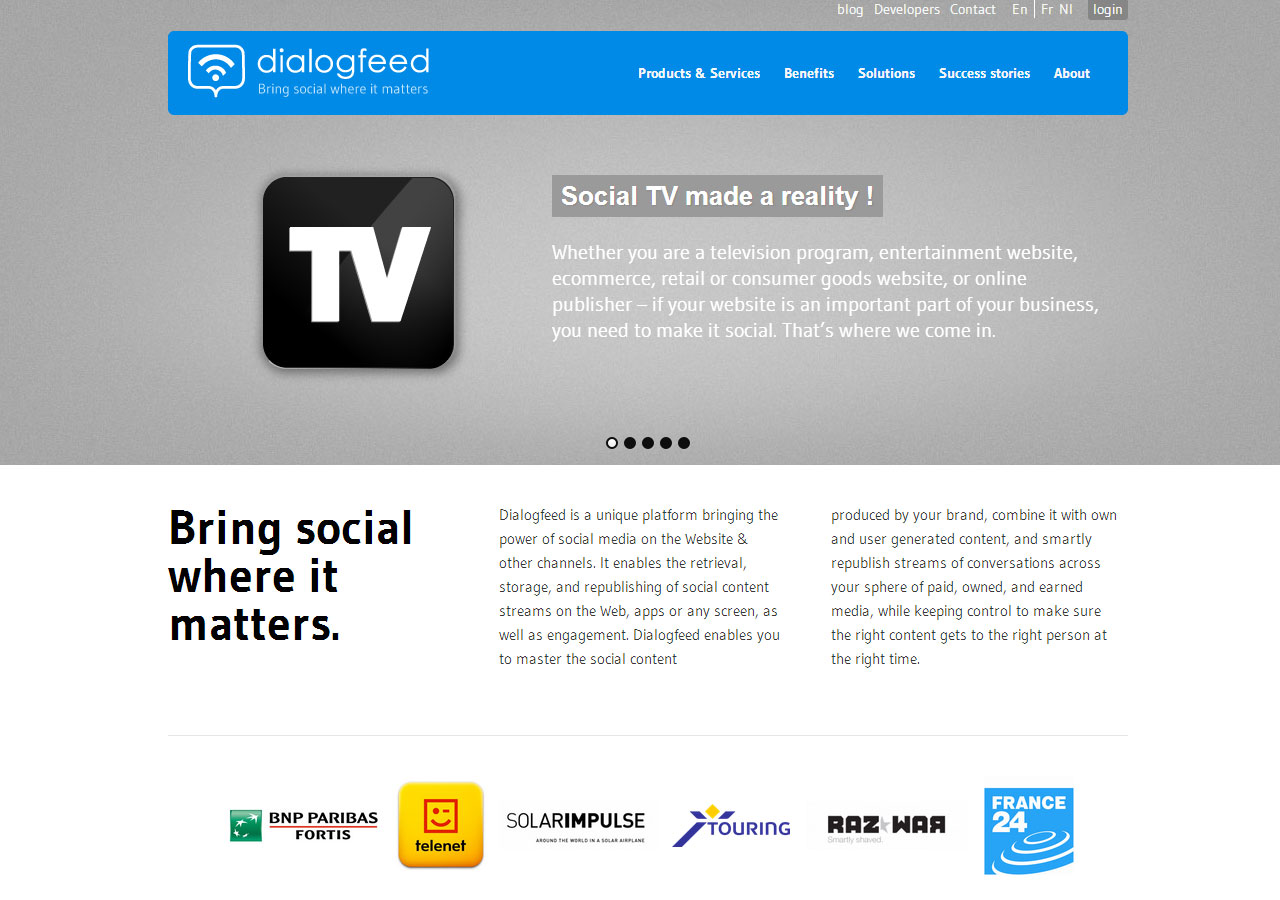 blog Developers Contact En Fr Nl login
dialogfeed
Bring social where it matters
Products & Services Benefits Solutions Success stories About
TV
Social TV made a reality !
Whether you are a television program, entertainment website,
ecommerce, retail or consumer goods website, or online
publisher – if your website is an important part of your business,
you need to make it social. That's where we come in.
Bring social
where it
matters.
Dialogfeed is a unique platform bringing the
power of social media on the Website &
other channels. It enables the retrieval,
storage, and republishing of social content
streams on the Web, apps or any screen, as
well as engagement. Dialogfeed enables you
to master the social content
produced by your brand, combine it with own
and user generated content, and smartly
republish streams of conversations across
your sphere of paid, owned, and earned
media, while keeping control to make sure
the right content gets to the right person at
the right time.
BNP PARIBAS
FORTIS
telenet
SOLARIMPULSE
AROUND THE WORLD IN A SOLAR AIRPLANE
TOURING
RAZ WAR
Smartly shaved.
FRANCE
24